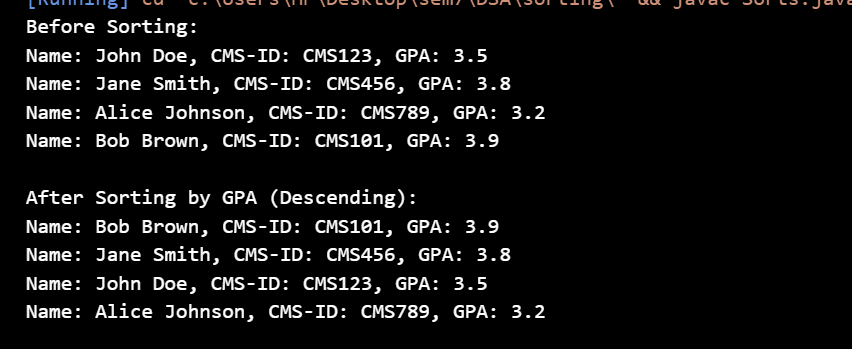 [Running] cd "c:\Users\HP\Desktop\sem7\DSA\sorting\" && javac Sorts.java
Before Sorting:
Name: John Doe, CMS-ID: CMS123, GPA: 3.5
Name: Jane Smith, CMS-ID: CMS456, GPA: 3.8
Name: Alice Johnson, CMS-ID: CMS789, GPA: 3.2
Name: Bob Brown, CMS-ID: CMS101, GPA: 3.9
After Sorting by GPA (Descending):
Name: Bob Brown, CMS-ID: CMS101, GPA: 3.9
Name: Jane Smith, CMS-ID: CMS456, GPA: 3.8
Name: John Doe, CMS-ID: CMS123, GPA: 3.5
Name: Alice Johnson, CMS-ID: CMS789, GPA: 3.2